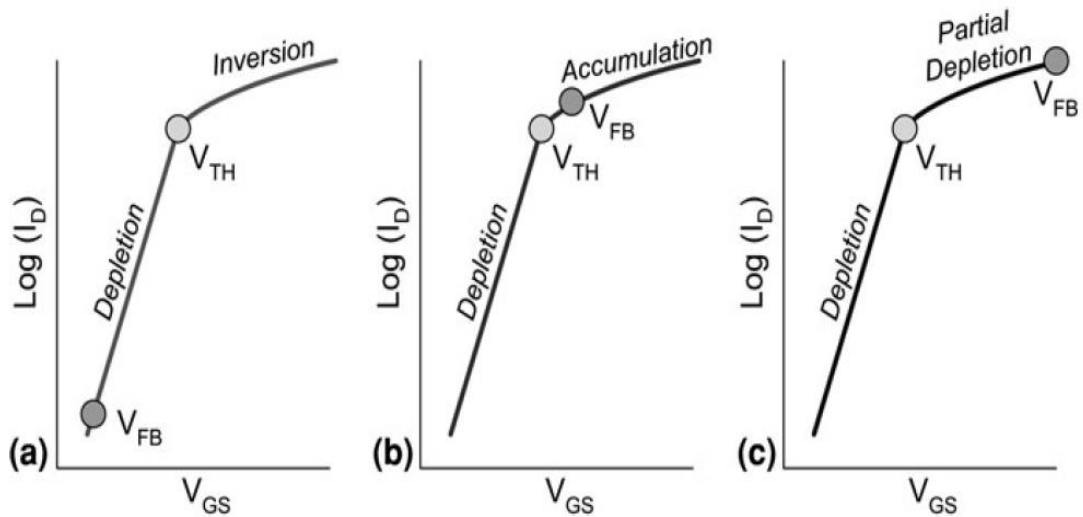 Log (I_D)
Depletion
Inversion
V_TH
V_FB
(a)
V_GS
Log (I_D)
Depletion
Accumulation
V_FB
V_TH
(b)
V_GS
Log (I_D)
Depletion
Partial
Depletion
V_FB
V_TH
(c)
V_GS